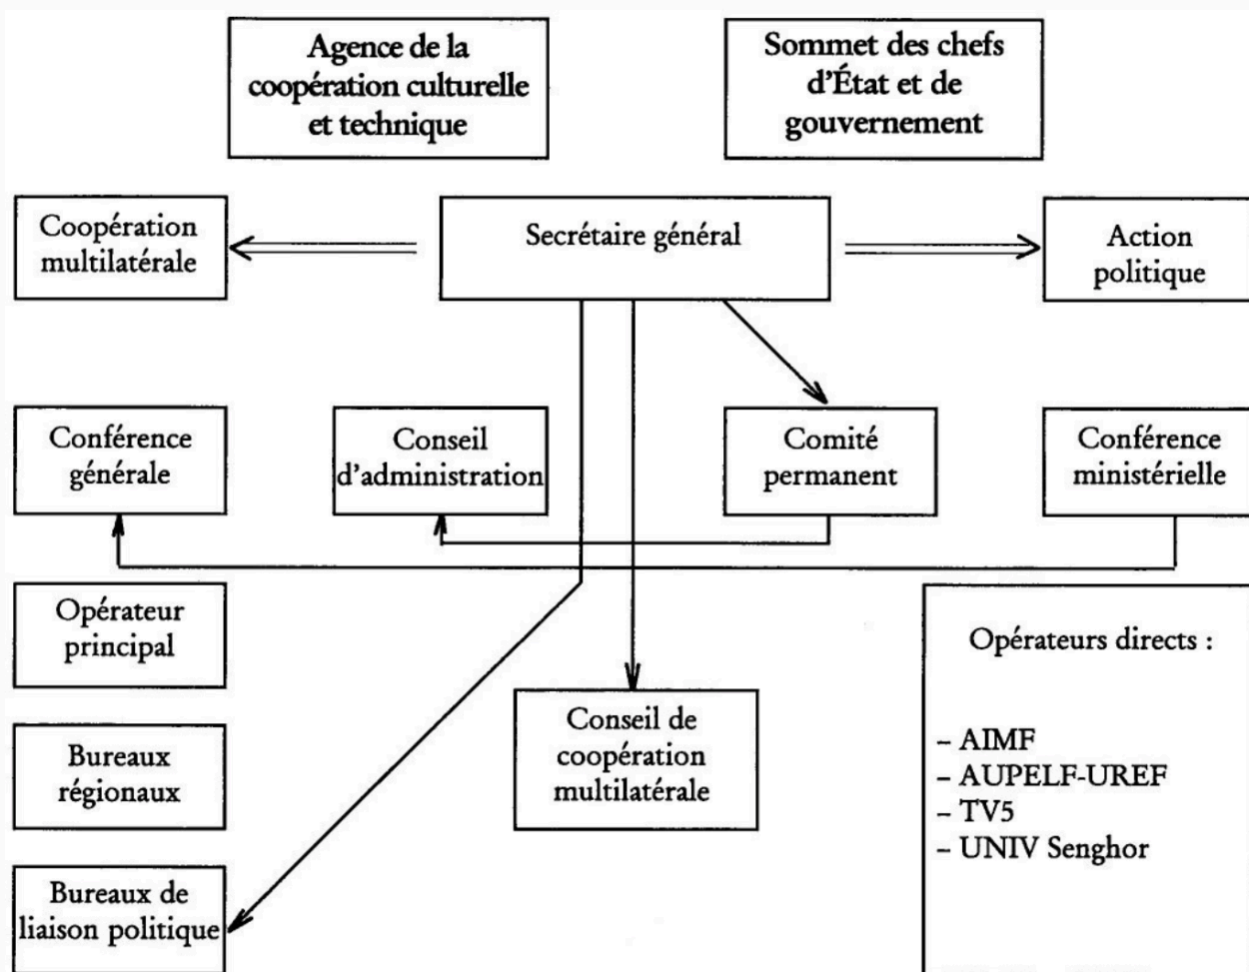 Agence de la
coopération culturelle
et technique
Sommet des chefs
d'État et de
gouvernement
Coopération
multilatérale
Secrétaire général
Action
politique
Conférence
générale
Conseil
d'administration
Comité
permanent
Conférence
ministérielle
Opérateur
principal
Opérateurs directs :
– AIMF
– AUPELF-UREF
– TV5
– UNIV Senghor
Bureaux
régionaux
Conseil de
coopération
multilatérale
Bureaux de
liaison politique